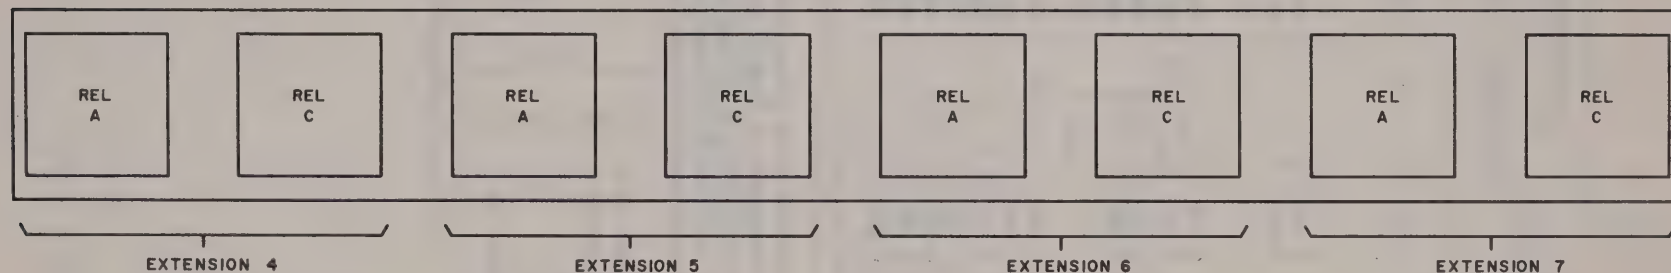 REL
A
REL
C
REL
A
REL
C
REL
A
REL
C
REL
A
REL
C
EXTENSION 4
EXTENSION 5
EXTENSION 6
EXTENSION 7